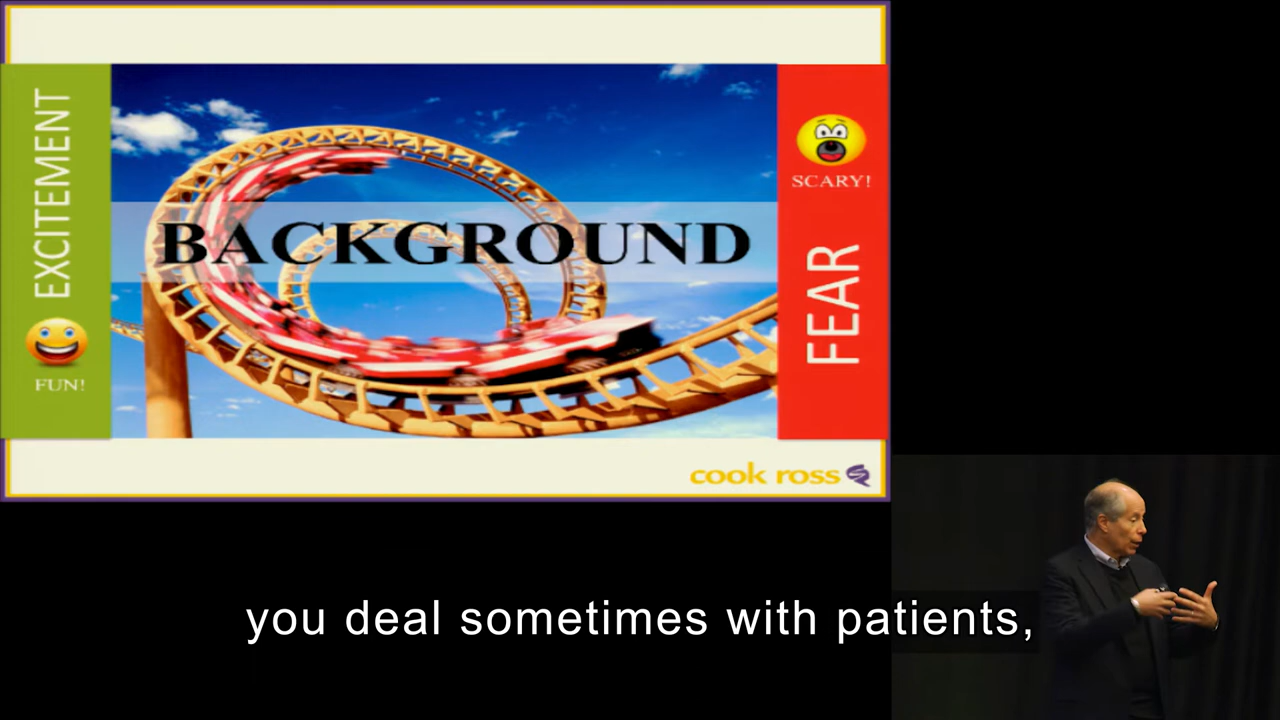 EXCITEMENT
FUN!
BACKGROUND
SCARY!
FEAR
cook ross
you deal sometimes with patients,